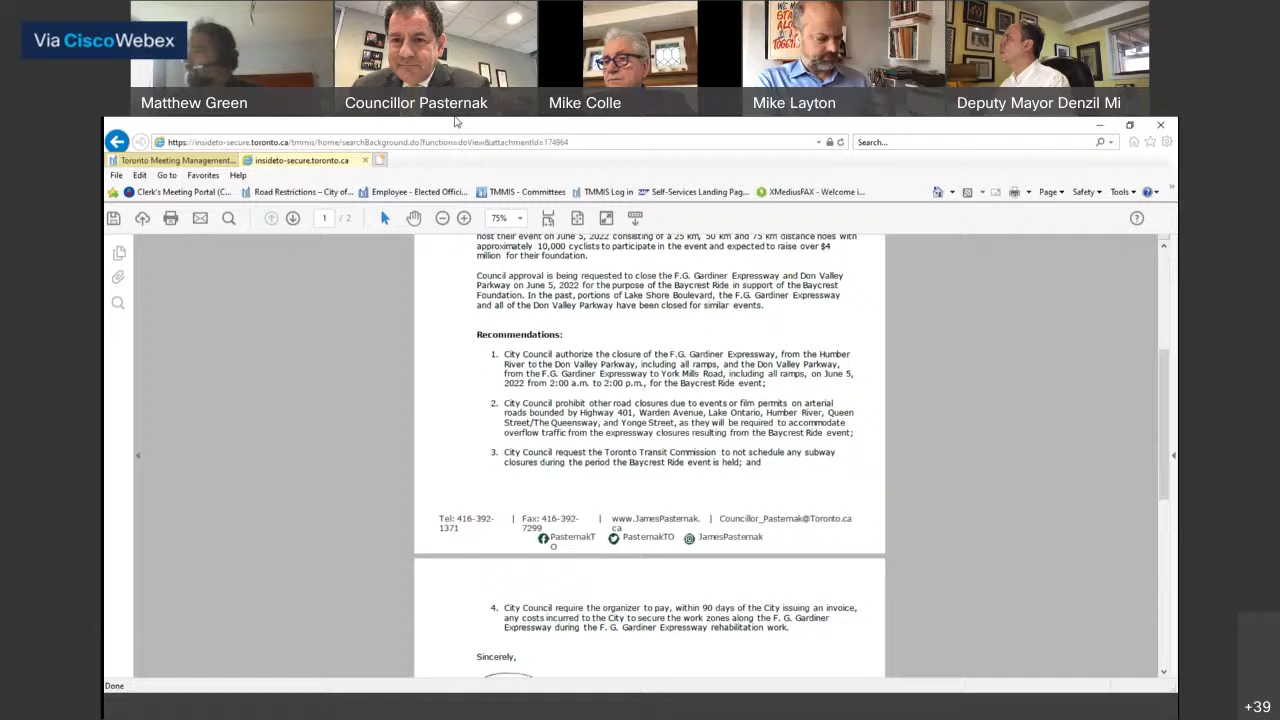 Via CiscoWebex
WE MU
STA
ALO
TOGETH
Matthew Green
Councillor Pasternak
Mike Colle
Mike Layton
Deputy Mayor Denzil Mi
https://insideto-secure.toronto.ca/tmmis/home/searchBackground.do?function=doView&attachmentId=174964
Search...
Toronto Meeting Management...
insideto-secure.toronto.ca
File Edit Go to Favorites Help
Clerk's Meeting Portal (C... Road Restrictions – City of... Employee - Elected Offici... TMMIS - Committees TMMIS Log in Self-Services Landing Pag... XMediusFAX - Welcome i...
Page Safety Tools
1 / 2 75%
host their event on June 5, 2022 consisting of a 25 km, 50 km and 75 km distance rides with
approximately 10,000 cyclists to participate in the event and expected to raise over $4
million for their foundation.
Council approval is being requested to close the F.G. Gardiner Expressway and Don Valley
Parkway on June 5, 2022 for the purpose of the Baycrest Ride in support of the Baycrest
Foundation. In the past, portions of Lake Shore Boulevard, the F.G. Gardiner Expressway
and all of the Don Valley Parkway have been closed for similar events.
Recommendations:
1. City Council authorize the closure of the F.G. Gardiner Expressway, from the Humber
River to the Don Valley Parkway, including all ramps, and the Don Valley Parkway,
from the F.G. Gardiner Expressway to York Mills Road, including all ramps, on June 5,
2022 from 2:00 a.m. to 2:00 p.m., for the Baycrest Ride event;
2. City Council prohibit other road closures due to events or film permits on arterial
roads bounded by Highway 401, Warden Avenue, Lake Ontario, Humber River, Queen
Street/The Queensway, and Yonge Street, as they will be required to accommodate
overflow traffic from the expressway closures resulting from the Baycrest Ride event;
3. City Council request the Toronto Transit Commission to not schedule any subway
closures during the period the Baycrest Ride event is held; and
Tel: 416-392- | Fax: 416-392- | www.JamesPasternak. | Councillor_Pasternak@Toronto.ca
1371 7299 ca
PasternakT PasternakTO JamesPasternak
O
4. City Council require the organizer to pay, within 90 days of the City issuing an invoice,
any costs incurred to the City to secure the work zones along the F. G. Gardiner
Expressway during the F. G. Gardiner Expressway rehabilitation work.
Sincerely,
Done
+39